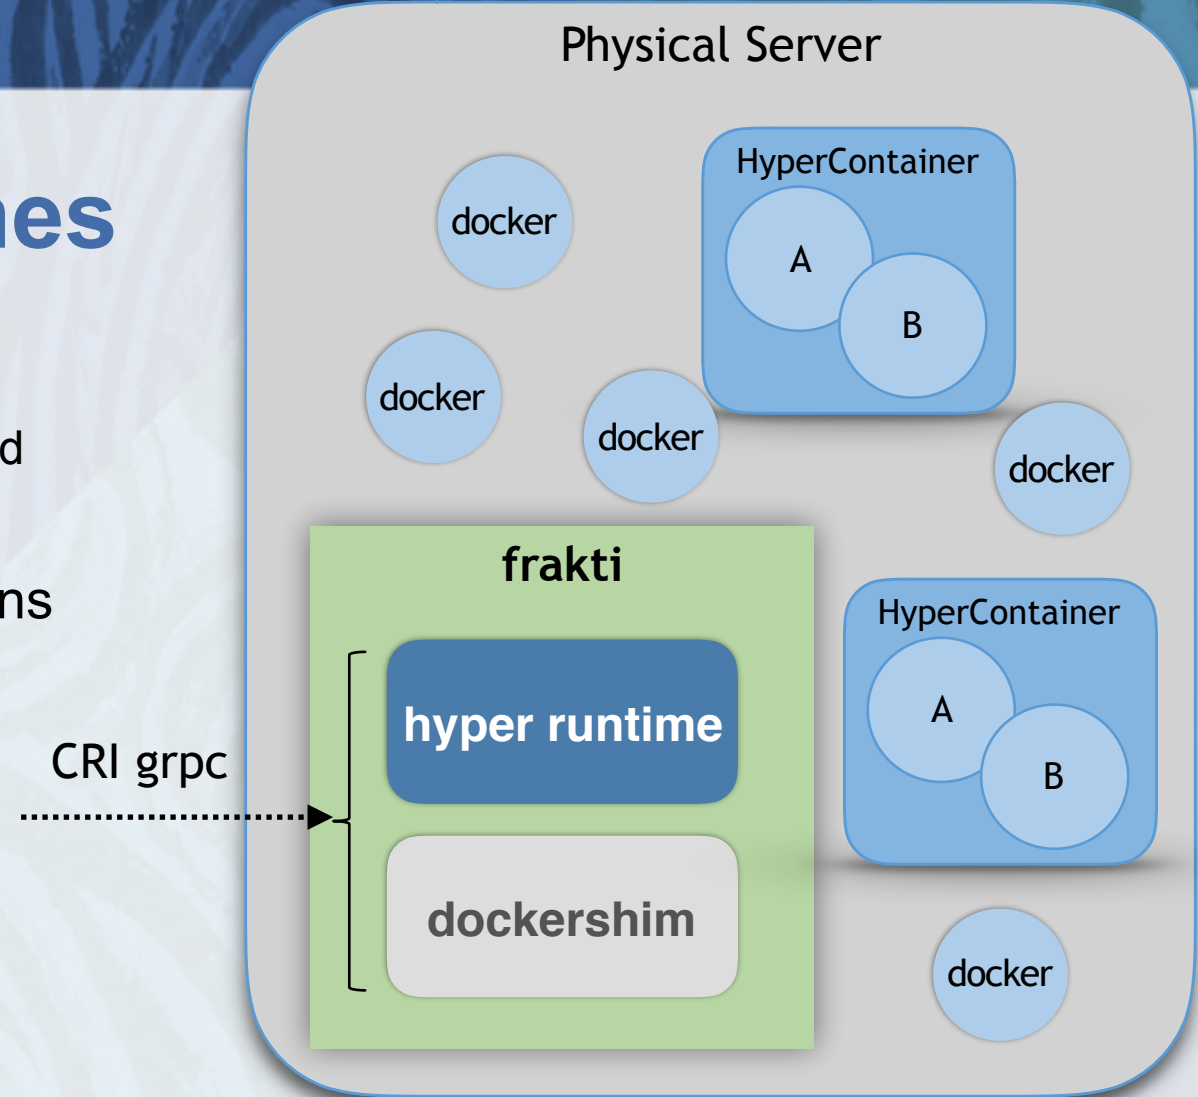 Physical Server
HyperContainer
A
B
docker
docker
docker
docker
frakti
hyper runtime
dockershim
CRI grpc
HyperContainer
A
B
docker